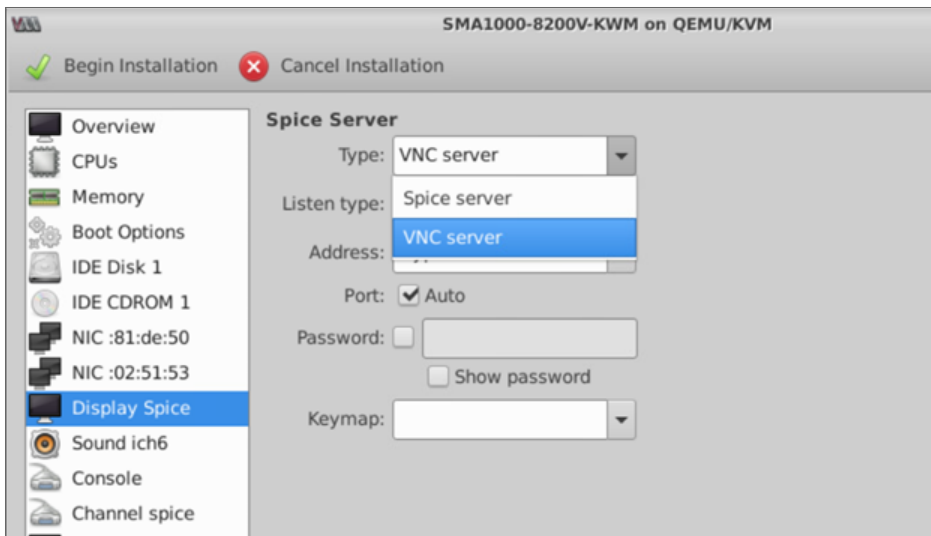 SMA1000-8200V-KWM on QEMU/KVM
Begin Installation Cancel Installation
Overview
CPUs
Memory
Boot Options
IDE Disk 1
IDE CDROM 1
NIC :81:de:50
NIC :02:51:53
Display Spice
Sound ich6
Console
Channel spice
Spice Server
Type: VNC server
Spice server
VNC server
Listen type:
Address:
Port: Auto
Password:
Show password
Keymap: